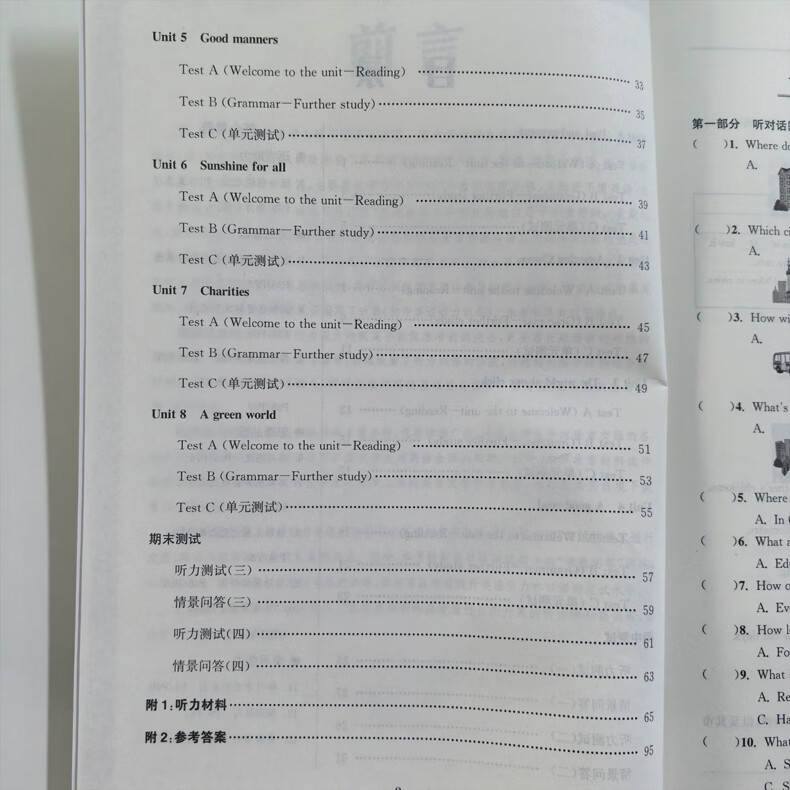 Unit 5 Good manners
Test A (Welcome to the unit—Reading) 33
Test B (Grammar—Further study) 35
Test C (单元测试) 37
Unit 6 Sunshine for all
Test A (Welcome to the unit—Reading) 39
Test B (Grammar—Further study) 41
Test C (单元测试) 43
Unit 7 Charities
Test A (Welcome to the unit—Reading) 45
Test B (Grammar—Further study) 47
Test C (单元测试) 49
Unit 8 A green world
Test A (Welcome to the unit—Reading) 51
Test B (Grammar—Further study) 53
Test C (单元测试) 55
期末测试
听力测试(三) 57
情景问答(三) 59
听力测试(四) 61
情景问答(四) 63
附1:听力材料 65
附2:参考答案 95
第一部分 听对话
( )1. Where do
A.
( )2. Which
A.
( )3. How
A.
( )4. What's
A.
( )5. Where
A. In
( )6. What
A.
( )7. How
A.
( )8. How
A.
( )9. What
A.
C.
( )10. What
A.
C.